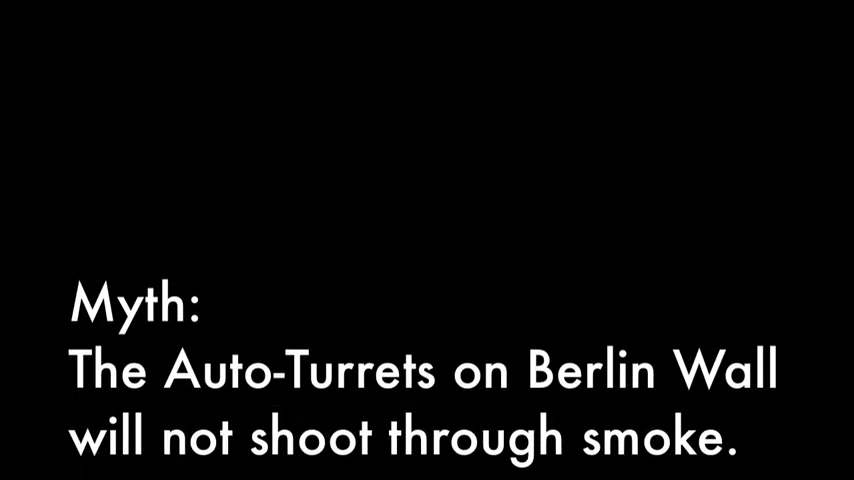 Myth:
The Auto-Turrets on Berlin Wall
will not shoot through smoke.